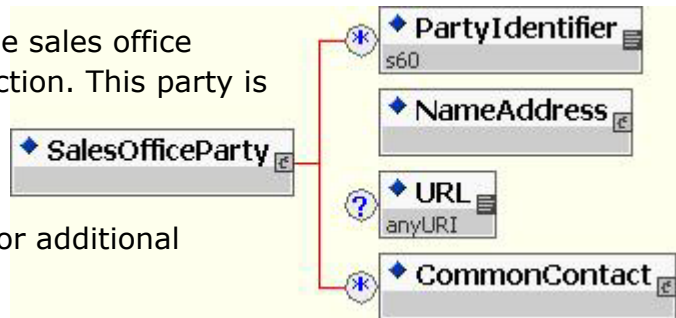 e sales office
ction. This party is
or additional
SalesOfficeParty
* PartyIdentifier
s60
NameAddress
? URL
anyURI
* CommonContact